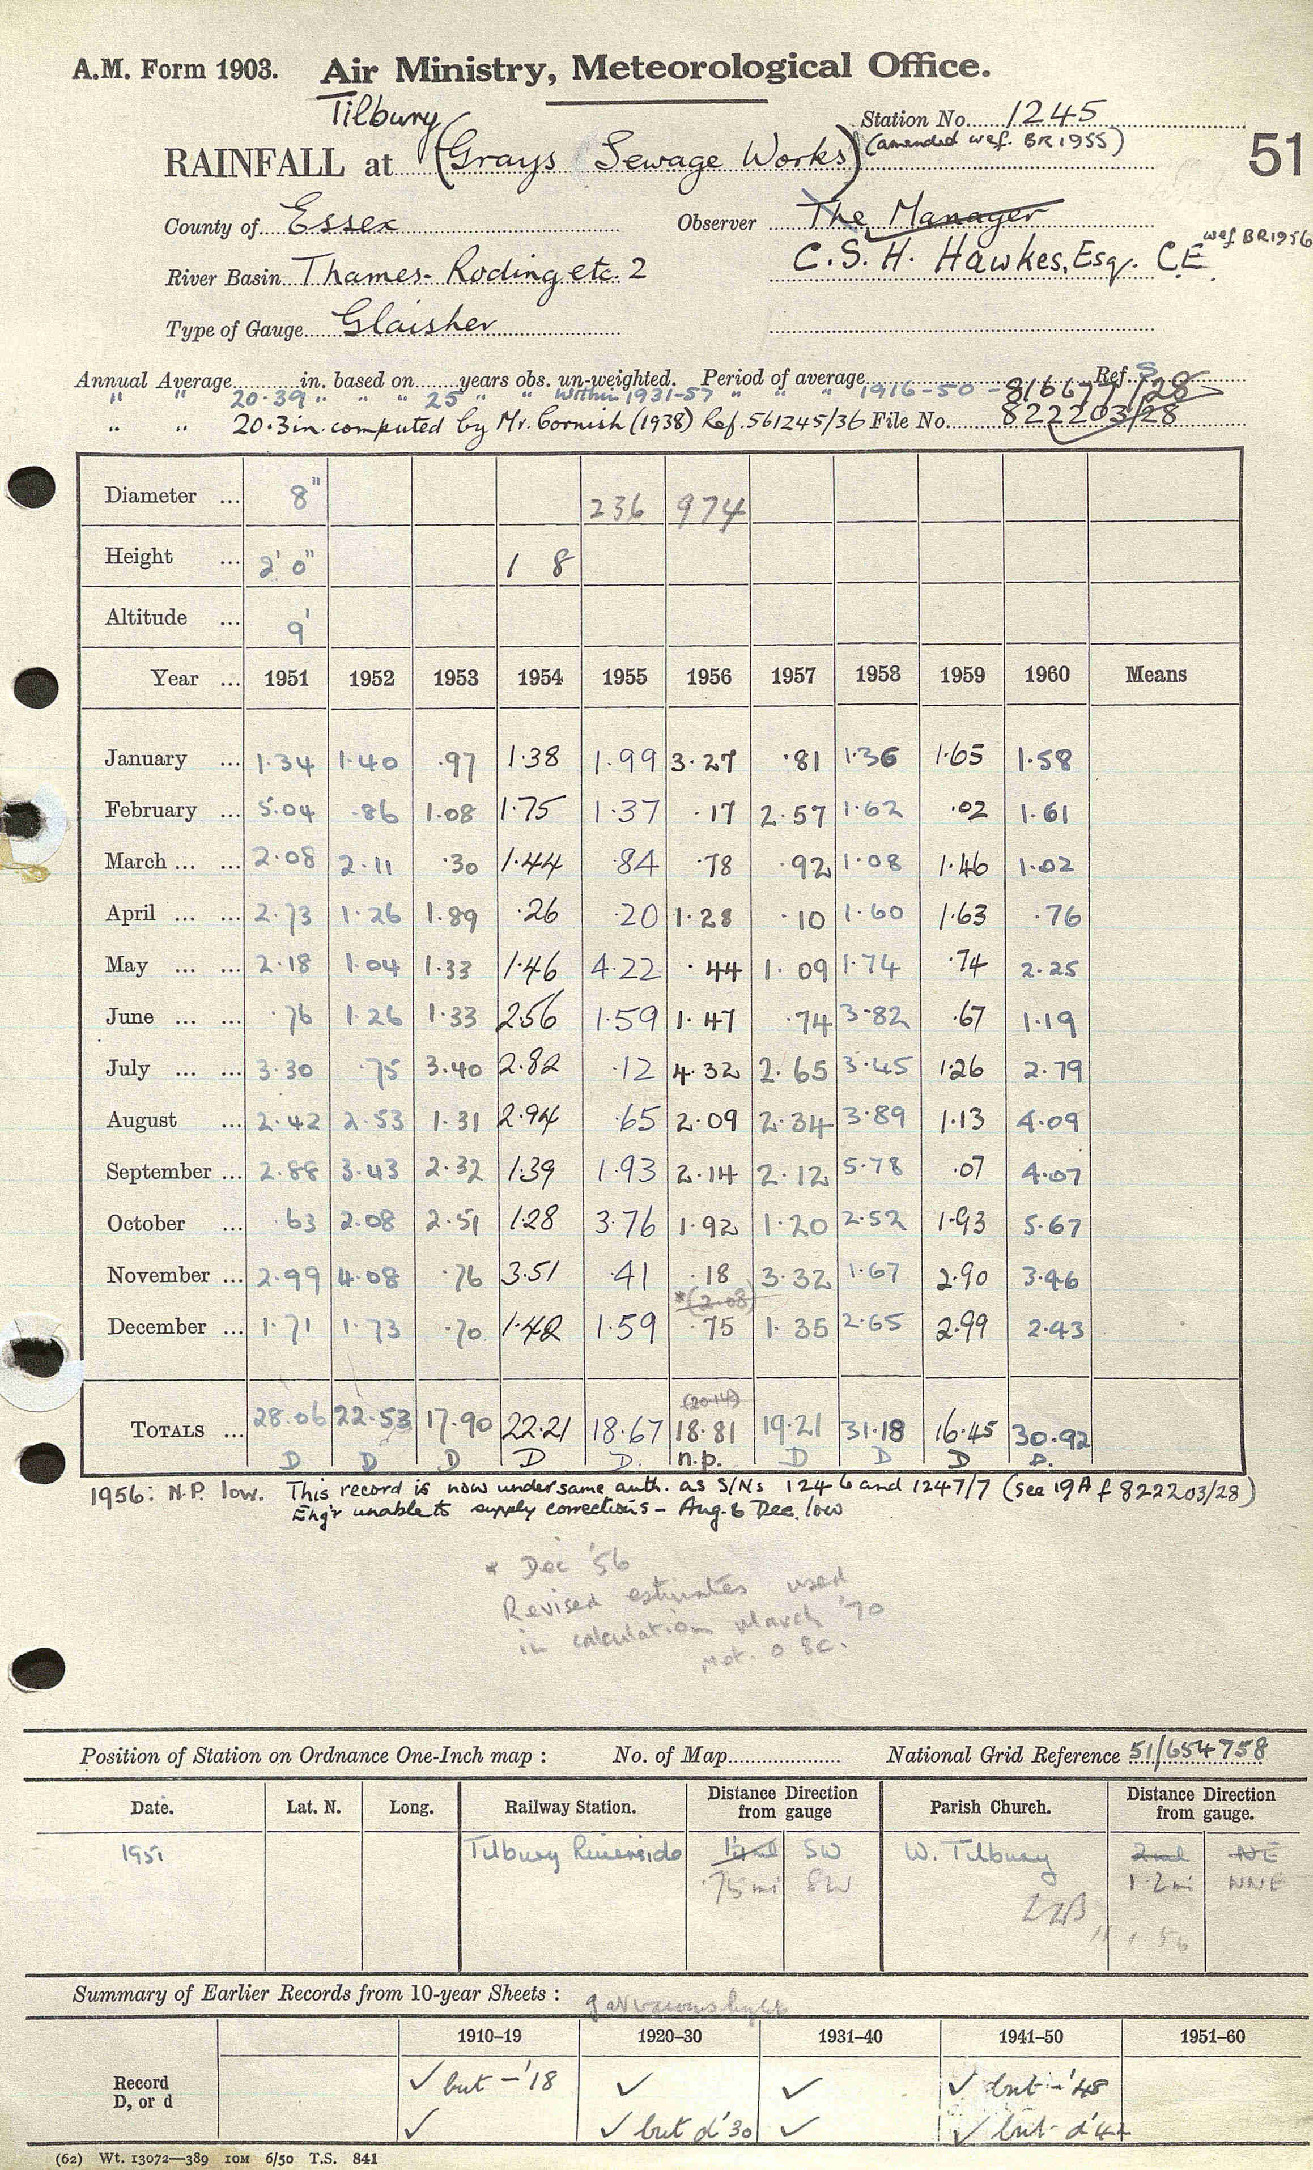 A.M. Form 1903. Air Ministry, Meteorological Office.
Tilbury
Station No. 1245
RAINFALL at (Grays Sewage Works) (amended wef. BR1955)
51
County of Essex Observer The Manager
C.S.H. Hawkes, Esq. C.E. wef BR1956
River Basin Thames-Roding etc. 2
Type of Gauge Glaisher
Annual Average in. based on years obs. un-weighted. Period of average Ref. S
" " 20.39 " " " 25 " " Within 1931-57 " " " 1916-50 - 816677/28
" " 20.3in computed by Mr. Cornish (1938) Ref. 561245/36 File No. 822203/28
Diameter ... 8" 236 974
Height ... 2' 0" 1 8
Altitude ... 9'
Year ... 1951 1952 1953 1954 1955 1956 1957 1958 1959 1960 Means
January ... 1.34 1.40 .97 1.38 1.99 3.27 .81 1.36 1.65 1.58
February ... 5.04 .86 1.08 1.75 1.37 .17 2.57 1.62 .02 1.61
March ... ... 2.08 2.11 .30 1.44 .84 .78 .92 1.08 1.46 1.02
April ... ... 2.73 1.26 1.89 .26 .20 1.28 .10 1.60 1.63 .76
May ... ... 2.18 1.04 1.33 1.46 4.22 .44 1.09 1.74 .74 2.25
June ... ... .76 1.26 1.33 2.56 1.59 1.47 .74 3.82 .67 1.19
July ... ... 3.30 .75 3.40 2.82 .12 4.32 2.65 3.45 1.26 2.79
August ... 2.42 2.53 1.31 2.94 .65 2.09 2.34 3.89 1.13 4.09
September ... 2.88 3.43 2.32 1.39 1.93 2.14 2.12 5.78 .07 4.07
October ... .63 2.08 2.51 1.28 3.76 1.92 1.20 2.52 1.93 5.67
November ... 2.99 4.08 .76 3.51 .41 .18 3.32 1.67 2.90 3.46
*(2.08)
December ... 1.71 1.73 .70 1.42 1.59 .75 1.35 2.65 2.99 2.43
(20.14)
TOTALS ... 28.06 22.53 17.90 22.21 18.67 18.81 19.21 31.18 16.45 30.92
D D D D D. n.p. D D D D.
1956: N.P. low. This record is now under same auth. as S/Ns 1246 and 1247/7 (see 19A f 822203/28)
Eng'r unable to supply corrections - Aug. & Dec. low
* Dec '56
Revised estimates used
in calculation March '70
Met. O 8c.
Position of Station on Ordnance One-Inch map : No. of Map National Grid Reference 51/654758
Date. Lat. N. Long. Railway Station. Distance Direction from gauge Parish Church. Distance Direction from gauge.
1951 Tilbury Riverside SW W. Tilbury 2ml NE
.75mi SW 1.2mi NNE
Summary of Earlier Records from 10-year Sheets :
1910–19 1920–30 1931–40 1941–50 1951–60
Record ✓ but - '18 ✓ ✓ ✓ but - '48
D, or d ✓ ✓ but d '30 ✓ ✓ but d '42
(62) Wt. 13072—389 10M 6/50 T.S. 841